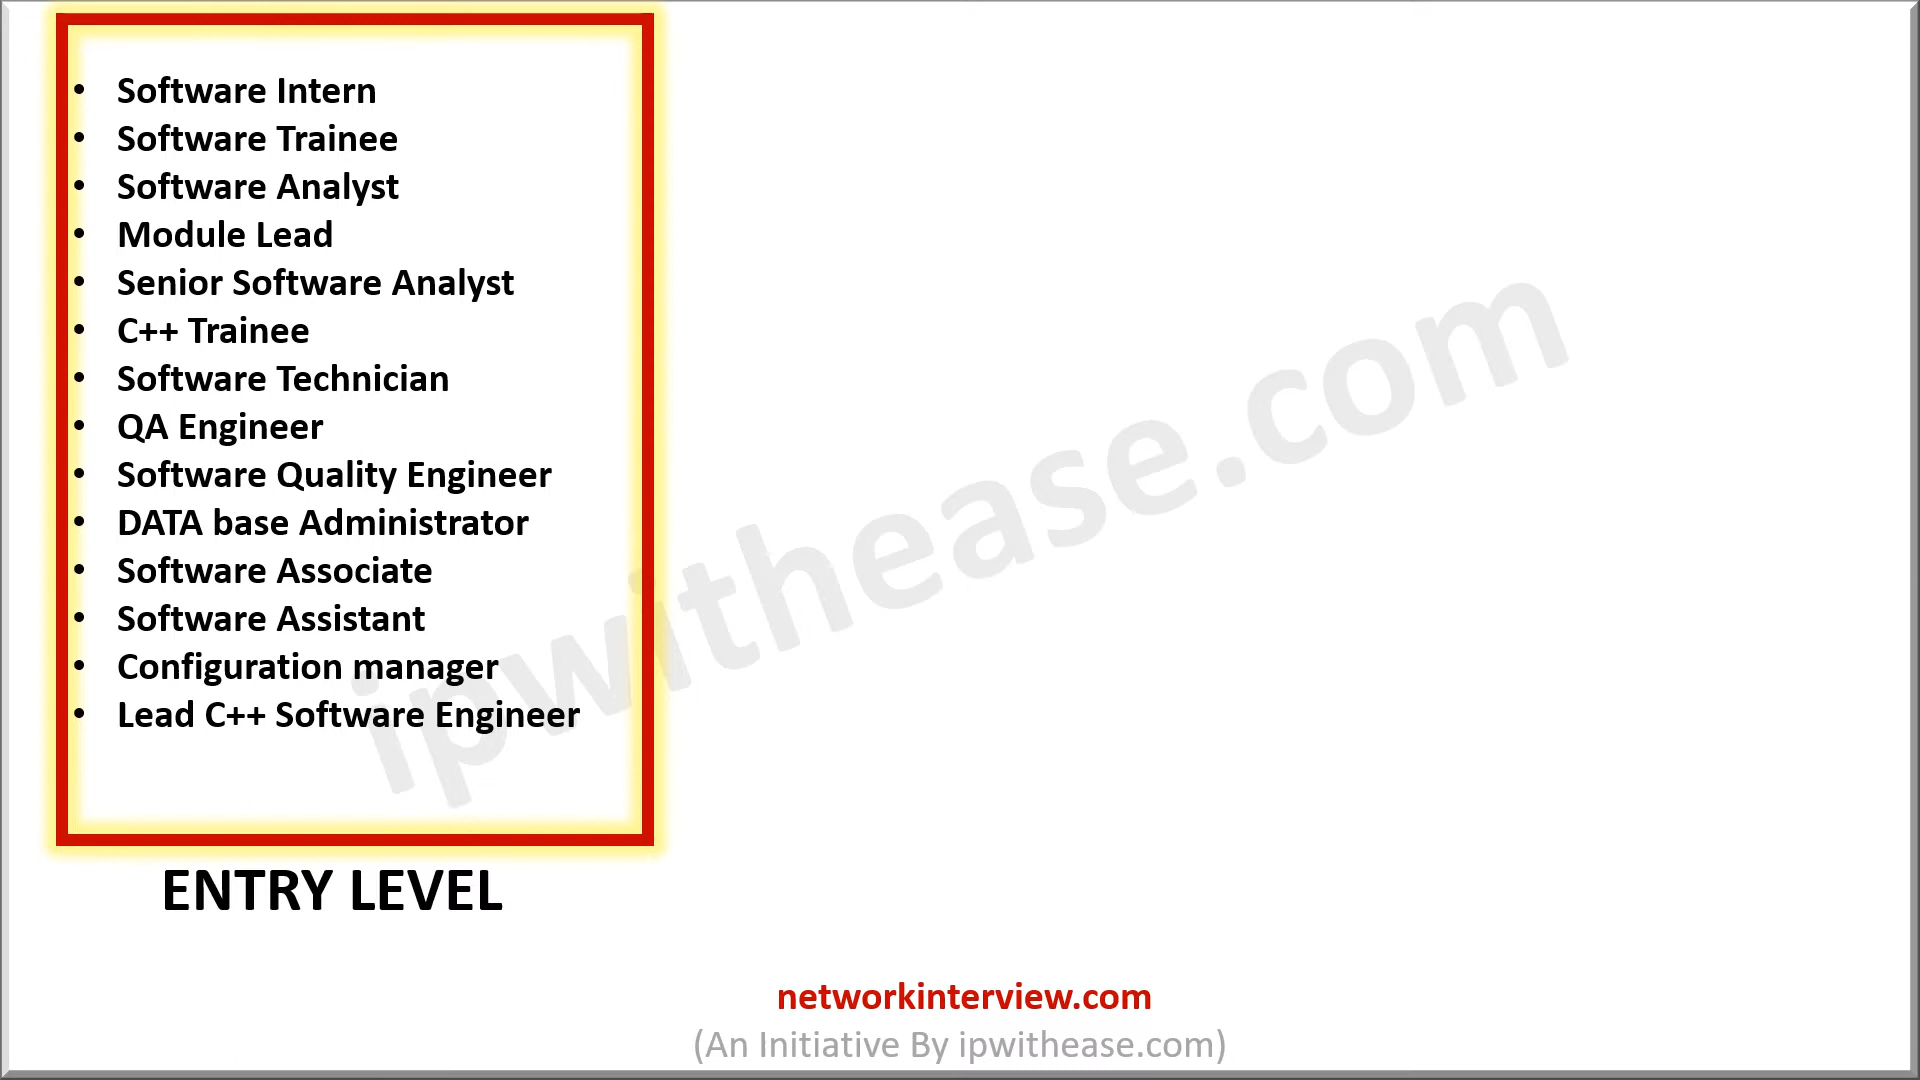 • Software Intern
• Software Trainee
• Software Analyst
• Module Lead
• Senior Software Analyst
• C++ Trainee
• Software Technician
• QA Engineer
• Software Quality Engineer
• DATA base Administrator
• Software Associate
• Software Assistant
• Configuration manager
• Lead C++ Software Engineer
ipwithease.com
ENTRY LEVEL
networkinterview.com
(An Initiative By ipwithease.com)